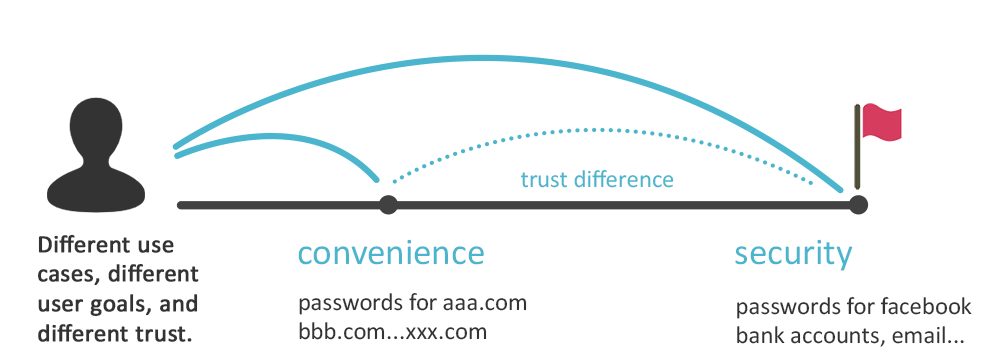 trust difference
Different use
cases, different
user goals, and
different trust.
convenience
passwords for aaa.com
bbb.com...xxx.com
security
passwords for facebook
bank accounts, email...